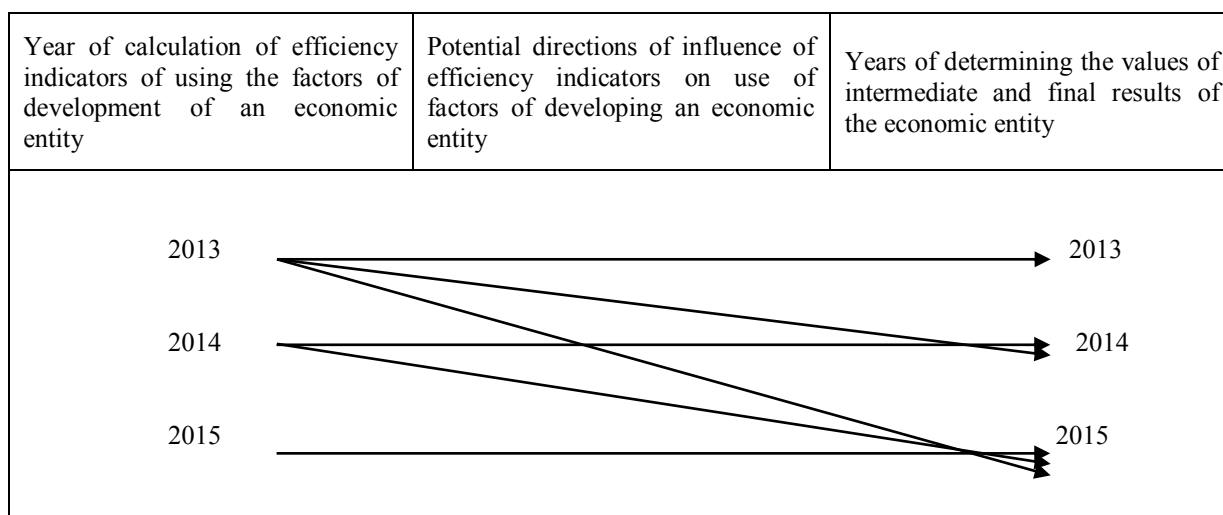 Year of calculation of efficiency
indicators of using the factors of
development of an economic
entity
Potential directions of influence of
efficiency indicators on use of
factors of developing an economic
entity
Years of determining the values of
intermediate and final results of
the economic entity
2013
2013
2014
2014
2015
2015